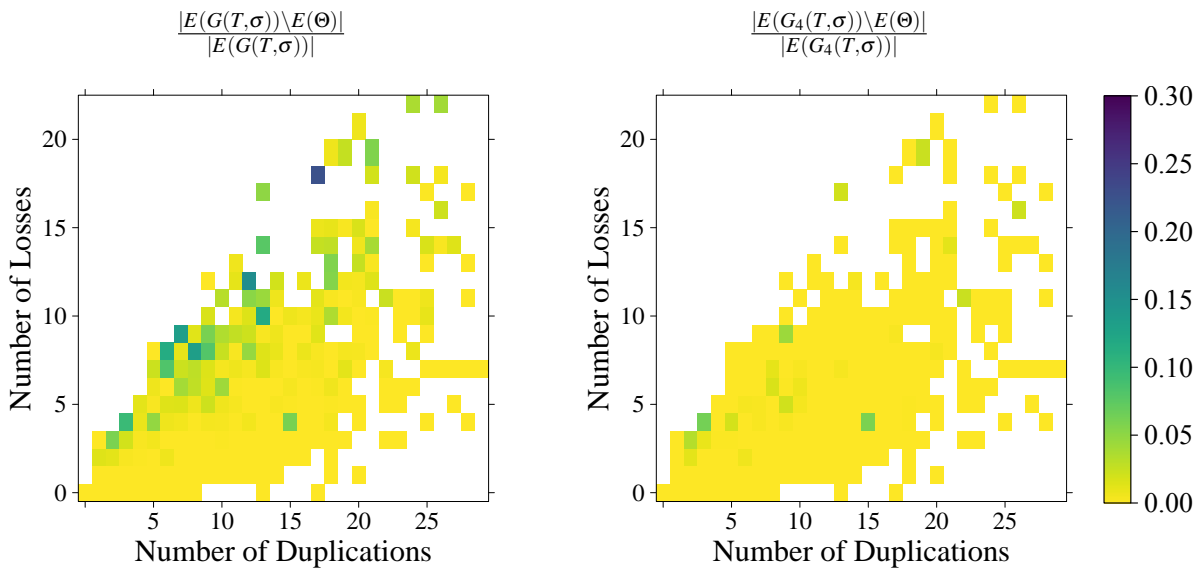 |E(G(T,σ))\E(Θ)|
|E(G(T,σ))|
|E(G₄(T,σ))\E(Θ)|
|E(G₄(T,σ))|
Number of Losses
20
15
10
5
0
5 10 15 20 25
Number of Duplications
Number of Losses
20
15
10
5
0
5 10 15 20 25
Number of Duplications
0.30
0.25
0.20
0.15
0.10
0.05
0.00